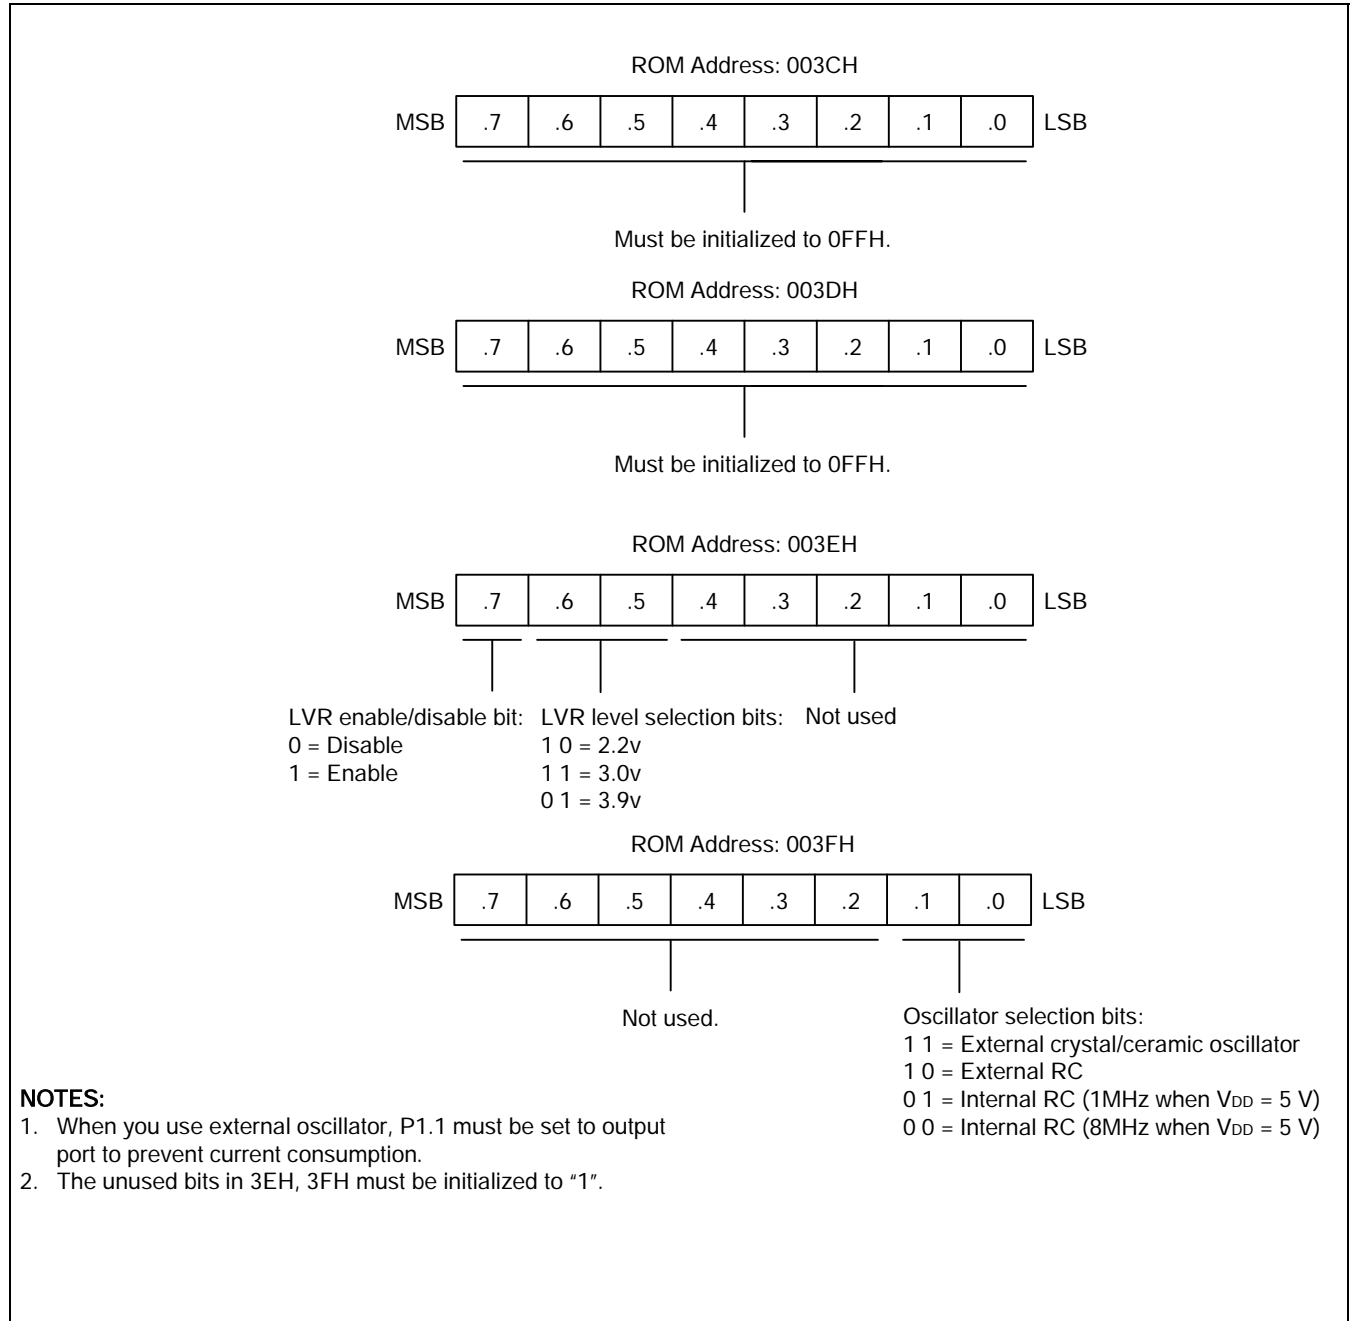 ROM Address: 003CH
MSB .7 .6 .5 .4 .3 .2 .1 .0 LSB
Must be initialized to 0FFH.
ROM Address: 003DH
MSB .7 .6 .5 .4 .3 .2 .1 .0 LSB
Must be initialized to 0FFH.
ROM Address: 003EH
MSB .7 .6 .5 .4 .3 .2 .1 .0 LSB
LVR enable/disable bit:
0 = Disable
1 = Enable
LVR level selection bits:
1 0 = 2.2v
1 1 = 3.0v
0 1 = 3.9v
Not used
ROM Address: 003FH
MSB .7 .6 .5 .4 .3 .2 .1 .0 LSB
Not used.
Oscillator selection bits:
1 1 = External crystal/ceramic oscillator
1 0 = External RC
0 1 = Internal RC (1MHz when VDD = 5 V)
0 0 = Internal RC (8MHz when VDD = 5 V)
NOTES:
1. When you use external oscillator, P1.1 must be set to output
port to prevent current consumption.
2. The unused bits in 3EH, 3FH must be initialized to “1”.